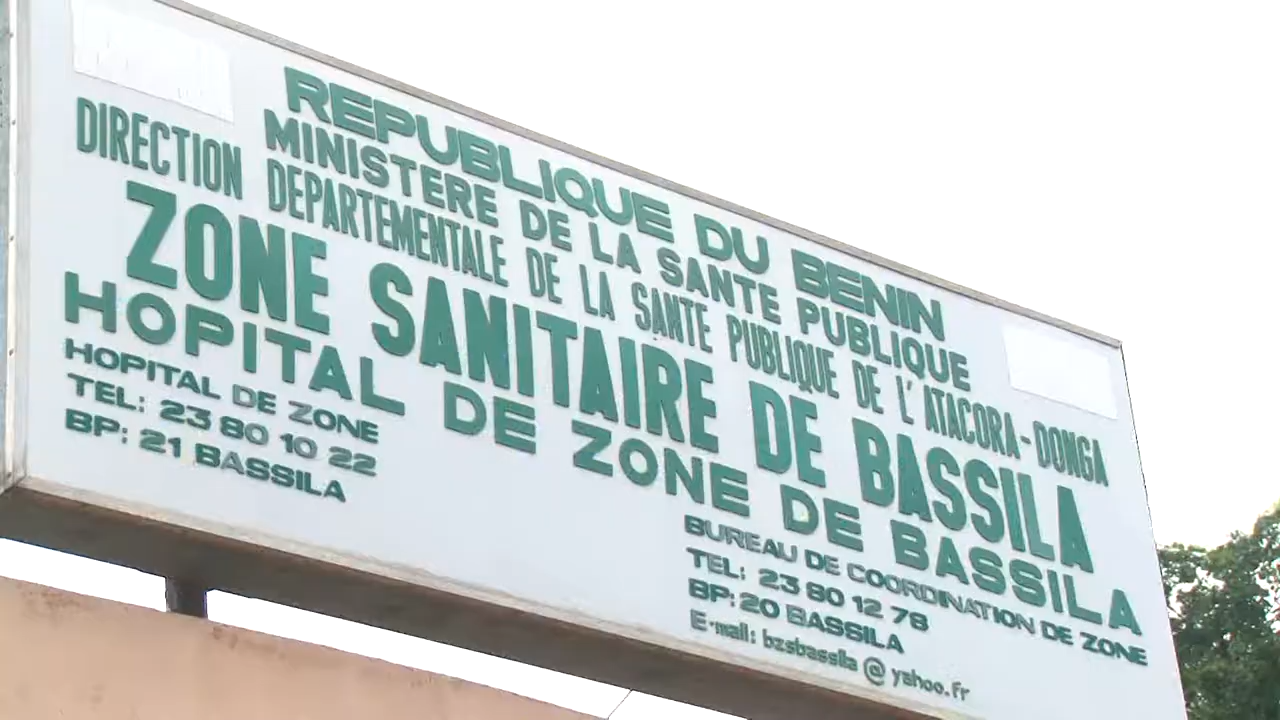 REPUBLIQUE DU BENIN
MINISTERE DE LA SANTE PUBLIQUE
DIRECTION DEPARTEMENTALE DE LA SANTE PUBLIQUE DE L'ATACORA-DONGA
ZONE SANITAIRE DE BASSILA
HOPITAL DE ZONE DE BASSILA
HOPITAL DE ZONE
TEL: 23 80 10 22
BP: 21 BASSILA
BUREAU DE COORDINATION DE ZONE
TEL: 23 80 12 78
BP: 20 BASSILA
E-mail: bzsbassila @ yahoo.fr